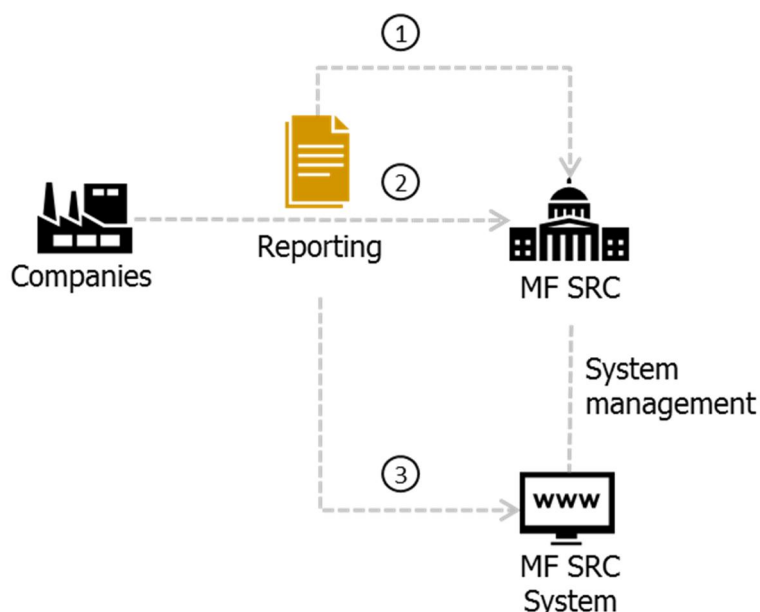 1
2
Reporting
Companies
MF SRC
System
management
3
www
MF SRC
System